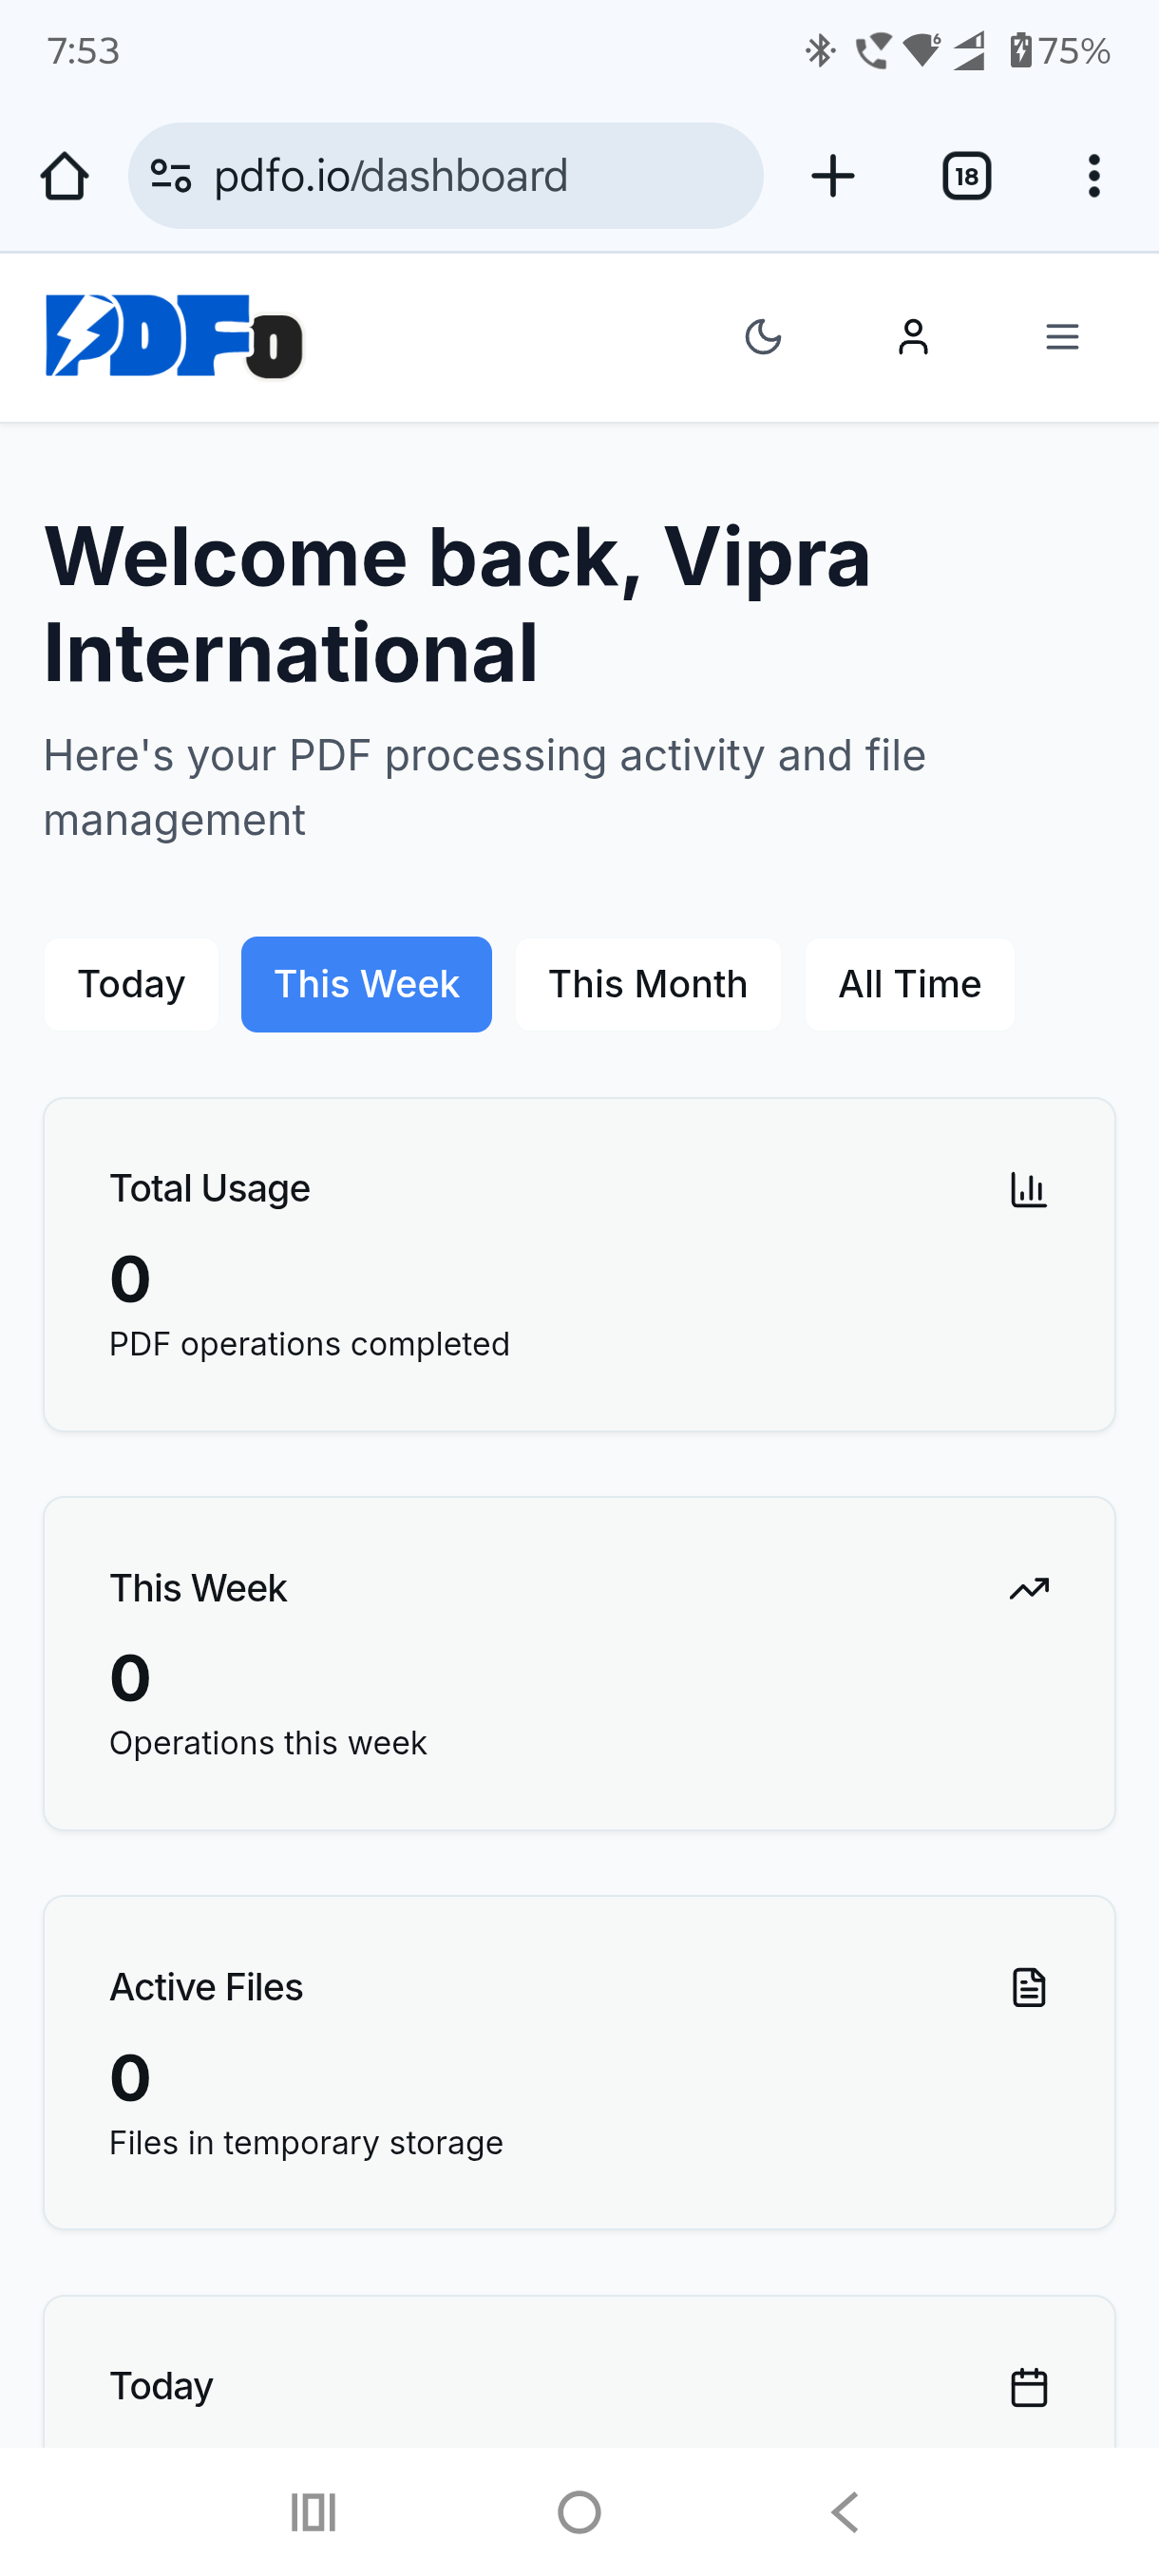 7:53
6
75%
pdfo.io/dashboard
18
PDFo
Welcome back, Vipra
International
Here's your PDF processing activity and file
management
Today
This Week
This Month
All Time
Total Usage
0
PDF operations completed
This Week
0
Operations this week
Active Files
0
Files in temporary storage
Today